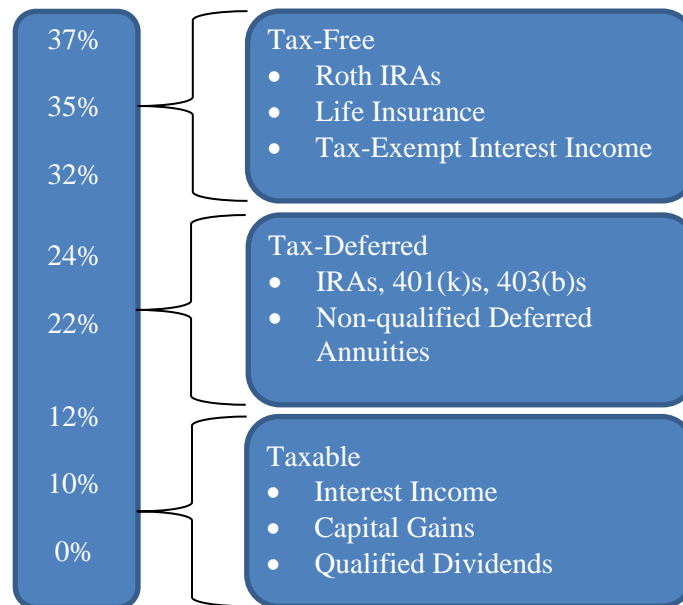 37%
35%
32%
24%
22%
12%
10%
0%
Tax-Free
• Roth IRAs
• Life Insurance
• Tax-Exempt Interest Income
Tax-Deferred
• IRAs, 401(k)s, 403(b)s
• Non-qualified Deferred
Annuities
Taxable
• Interest Income
• Capital Gains
• Qualified Dividends